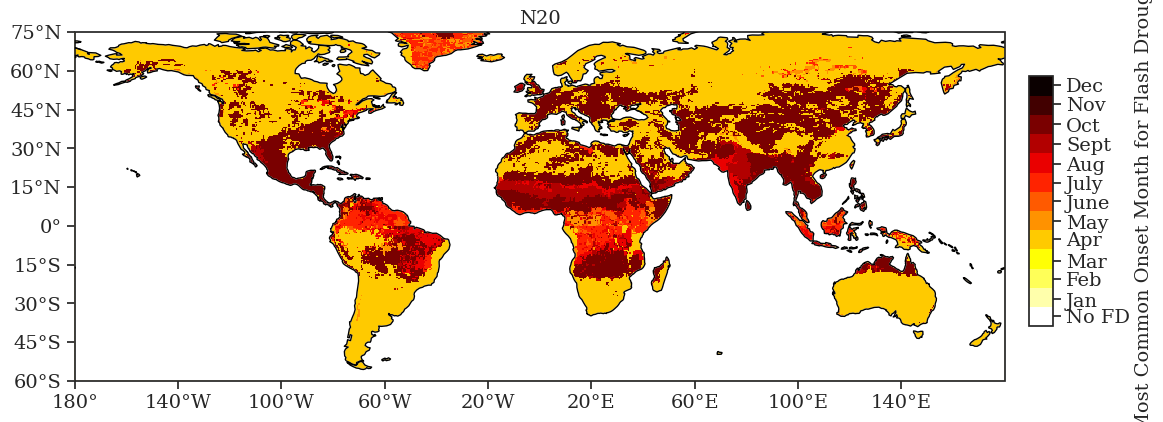 N20
75°N
60°N
45°N
30°N
15°N
0°
15°S
30°S
45°S
60°S
180°
140°W
100°W
60°W
20°W
20°E
60°E
100°E
140°E
Dec
Nov
Oct
Sept
Aug
July
June
May
Apr
Mar
Feb
Jan
No FD
Most Common Onset Month for Flash Droug